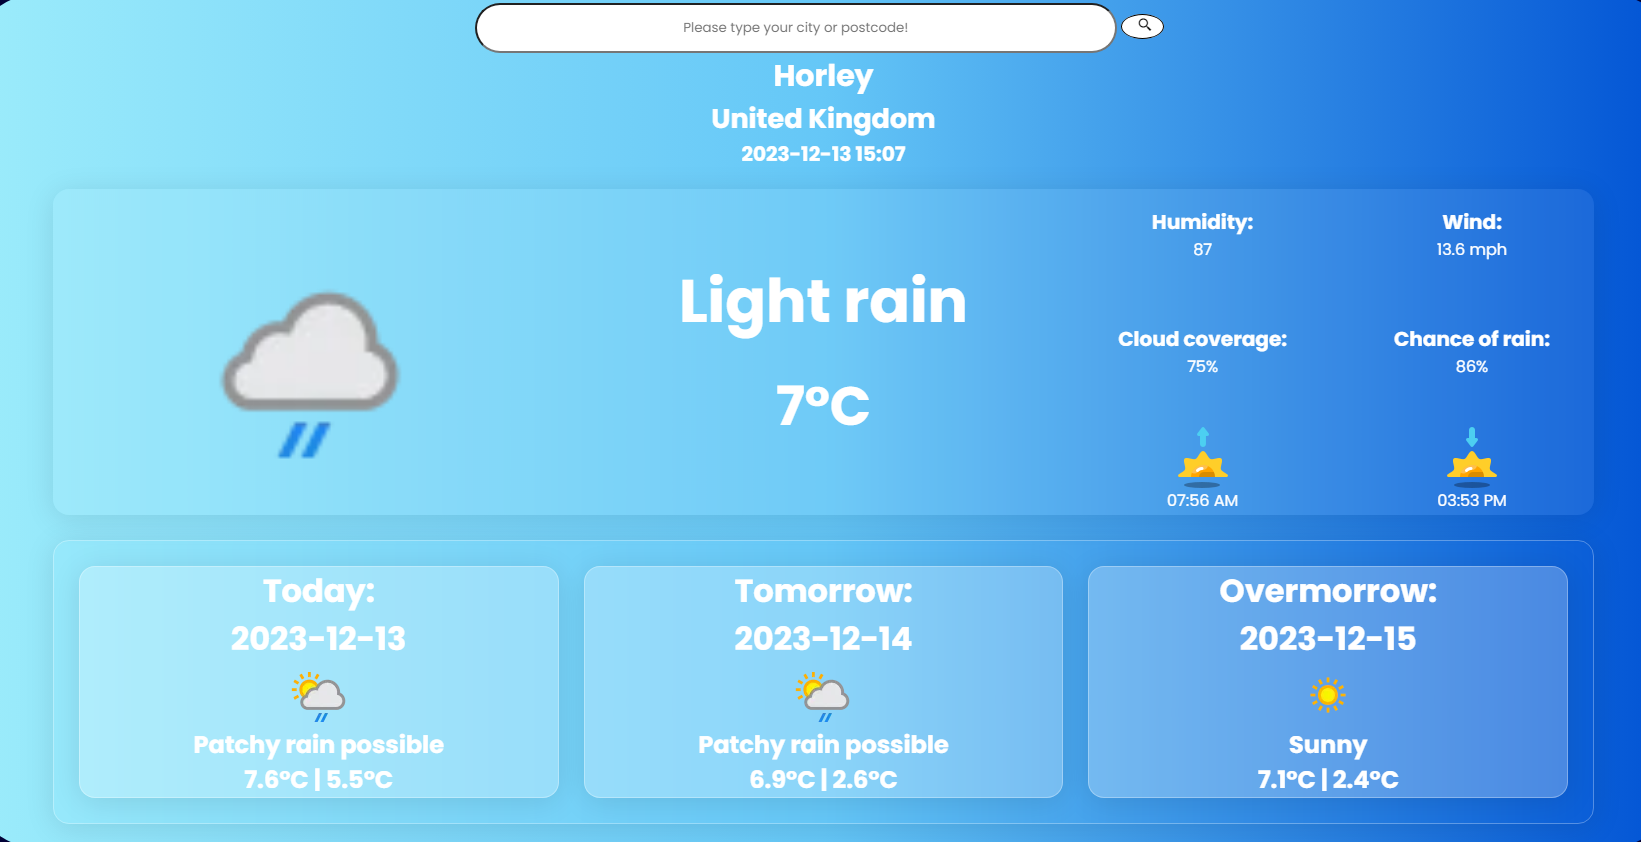 Please type your city or postcode!
Horley
United Kingdom
2023-12-13 15:07
Light rain
7°C
Humidity:
87
Wind:
13.6 mph
Cloud coverage:
75%
Chance of rain:
86%
07:56 AM
03:53 PM
Today:
2023-12-13
Patchy rain possible
7.6°C | 5.5°C
Tomorrow:
2023-12-14
Patchy rain possible
6.9°C | 2.6°C
Overmorrow:
2023-12-15
Sunny
7.1°C | 2.4°C